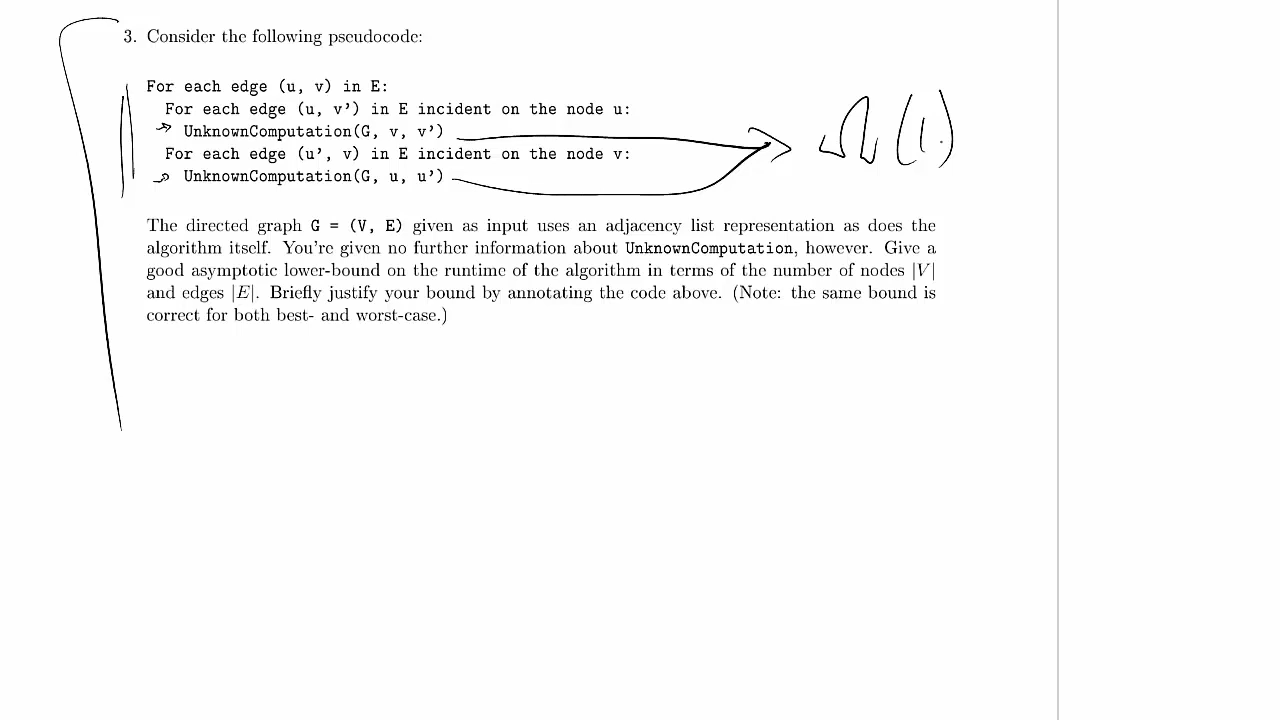 3. Consider the following pseudocode:
For each edge (u, v) in E:
For each edge (u, v’) in E incident on the node u:
UnknownComputation(G, v, v’)
For each edge (u’, v) in E incident on the node v:
UnknownComputation(G, u, u’)
Ω(1)
The directed graph G = (V, E) given as input uses an adjacency list representation as does the
algorithm itself. You're given no further information about UnknownComputation, however. Give a
good asymptotic lower-bound on the runtime of the algorithm in terms of the number of nodes |V|
and edges |E|. Briefly justify your bound by annotating the code above. (Note: the same bound is
correct for both best- and worst-case.)